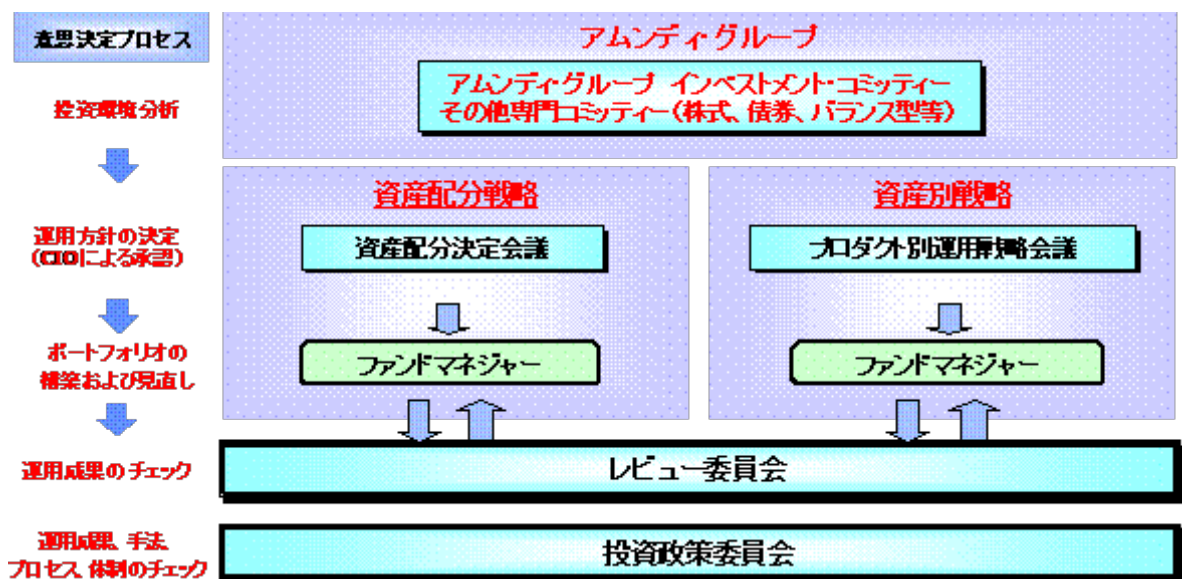 意思決定プロセス
アムンディ・グループ
アムンディ・グループ インベストメント・コミッティー
その他専門コミッティー(株式、債券、バランス型等)
投資環境分析
資産配分戦略
資産別戦略
運用方針の決定
(CIOによる承認)
資産配分決定会議
プロダクト別運用戦略会議
ポートフォリオの
構築および見直し
ファンドマネジャー
ファンドマネジャー
運用成果のチェック
レビュー委員会
運用成果、手法、
プロセス、体制のチェック
投資政策委員会